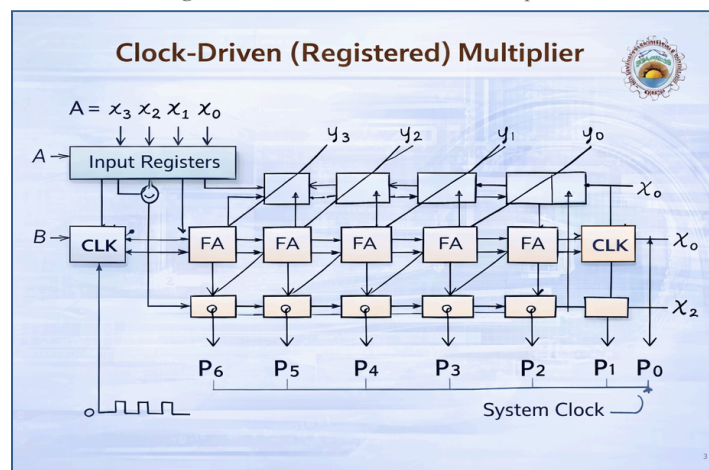 Clock-Driven (Registered) Multiplier
A = x₃ x₂ x₁ x₀
y₃ y₂ y₁ y₀
A
Input Registers
x₀
B
CLK FA FA FA FA FA CLK x₀
x₂
P₆ P₅ P₄ P₃ P₂ P₁ P₀
System Clock
3